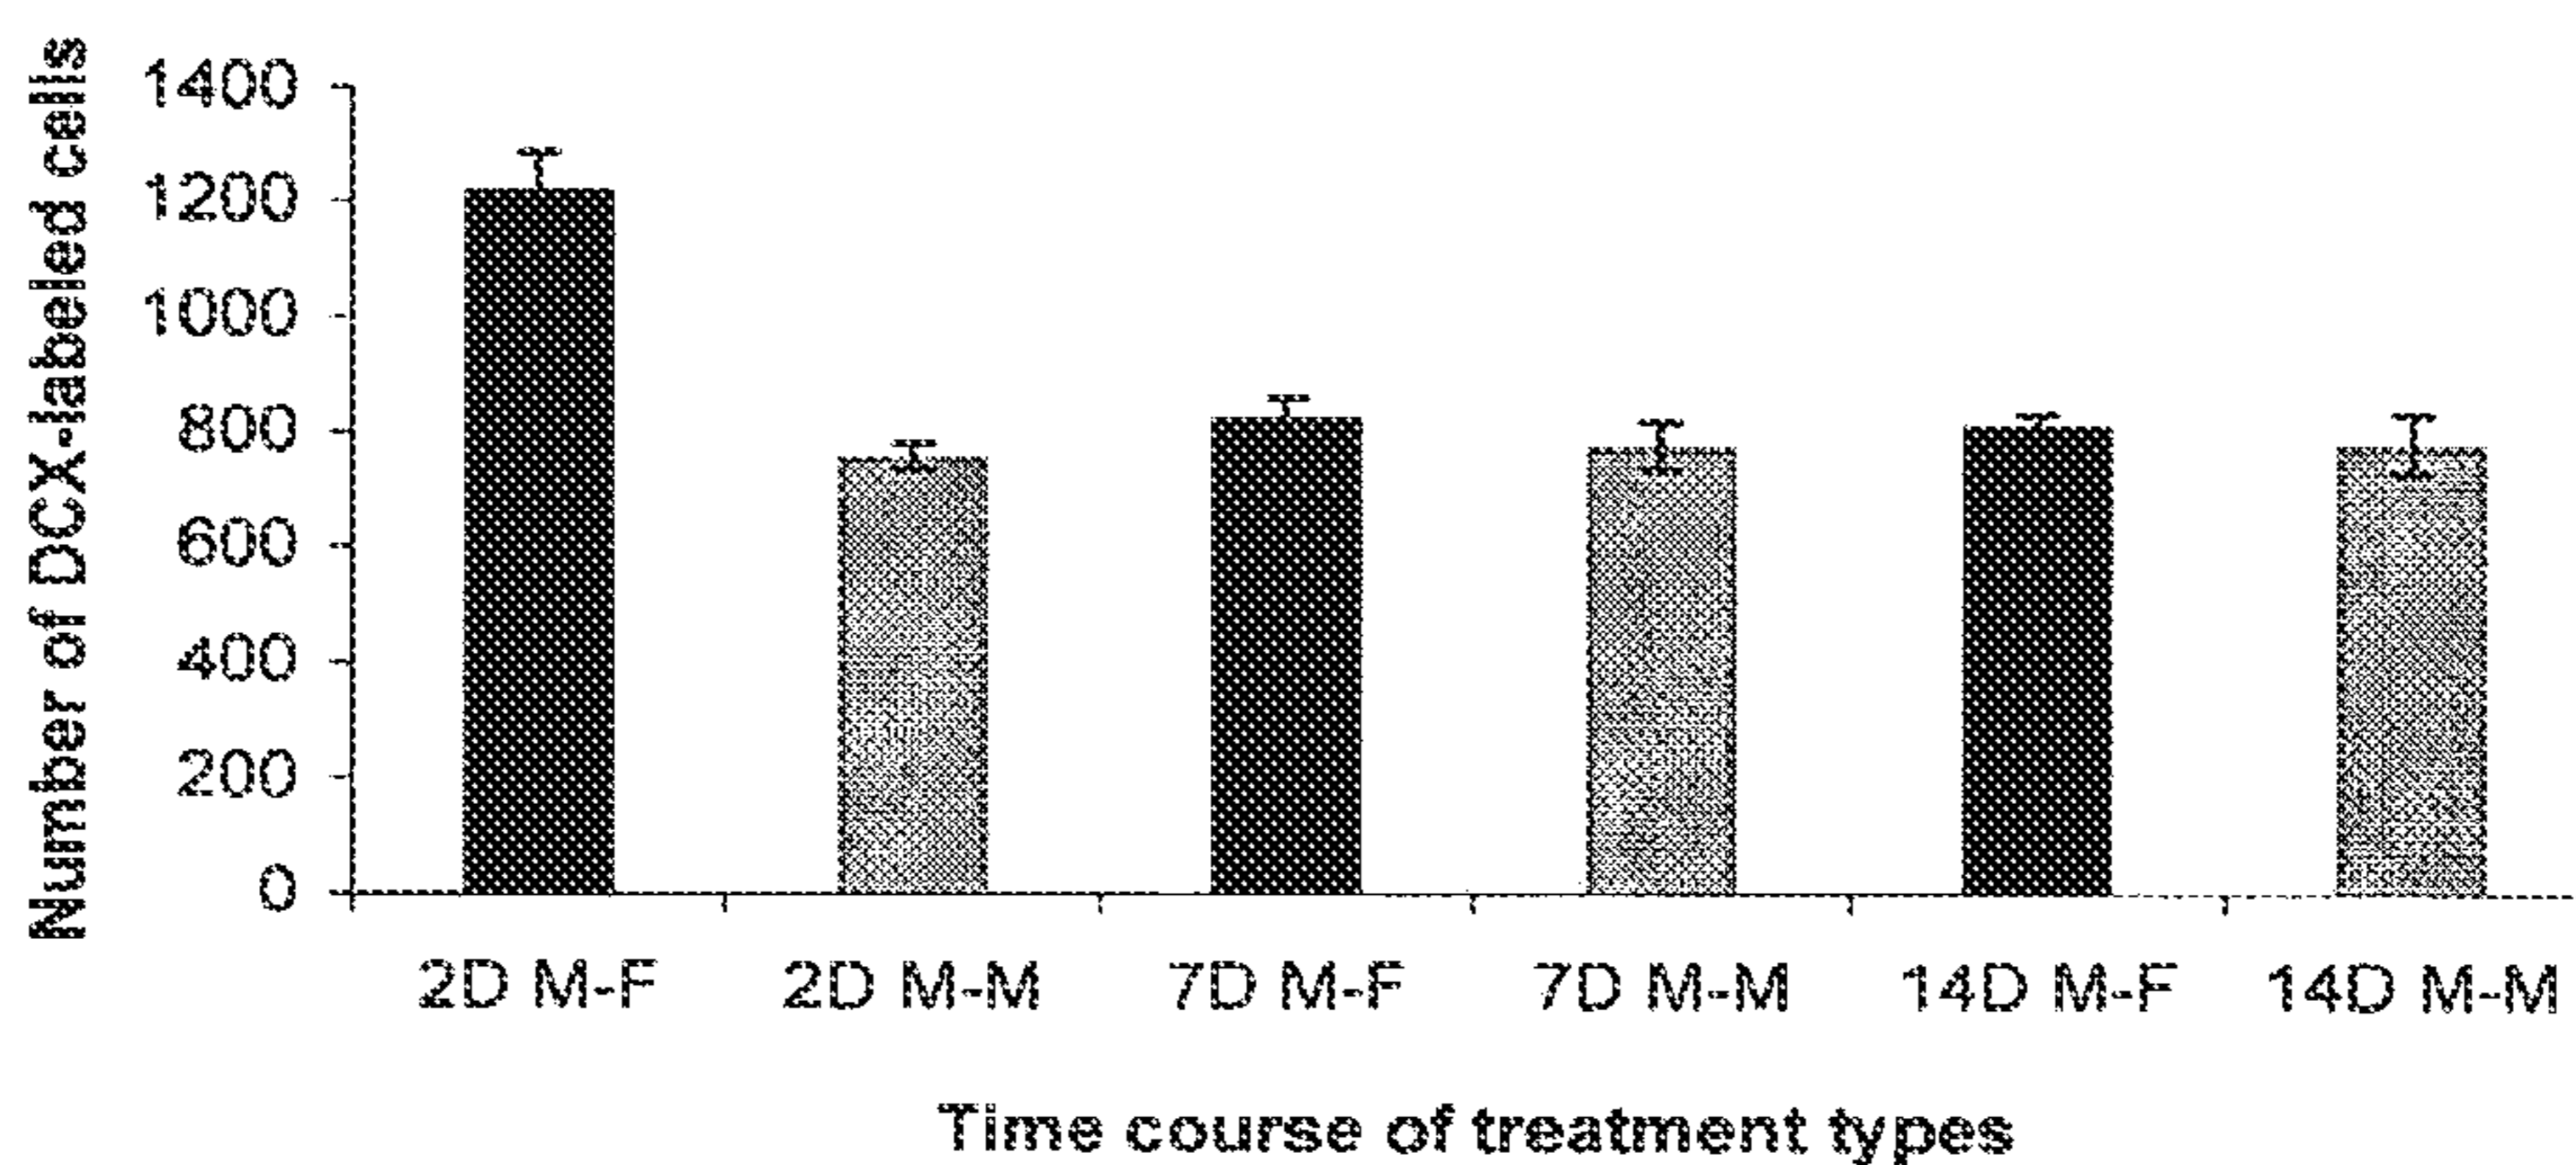 Number of DCX-labeled cells
1400
1200
1000
800
600
400
200
0
2D M-F 2D M-M 7D M-F 7D M-M 14D M-F 14D M-M
Time course of treatment types